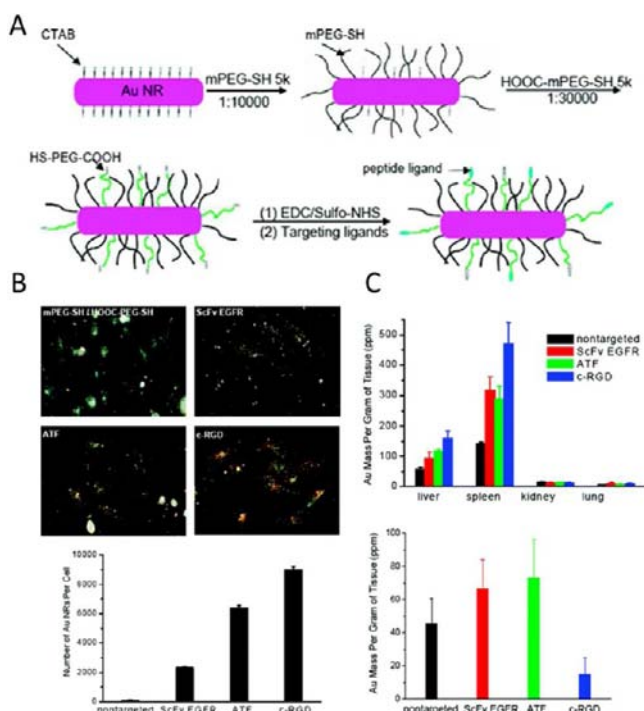 A
CTAB
Au NR
mPEG-SH 5k
1:10000
mPEG-SH
HOOC-mPEG-SH 5k
1:30000
HS-PEG-COOH
(1) EDC/Sulfo-NHS
(2) Targeting ligands
peptide ligand
B
mPEG-SH /HOOC-PEG-SH
ScFv EGFR
ATF
c-RGD
Number of Au NRs Per Cell
10000
8000
6000
4000
2000
0
nontargeted ScFv EGFR ATF c-RGD
C
Au Mass Per Gram of Tissue (ppm)
500
400
300
200
100
0
nontargeted
ScFv EGFR
ATF
c-RGD
liver spleen kidney lung
Au Mass Per Gram of Tissue (ppm)
100
80
60
40
20
0
nontargeted ScFv EGFR ATF c-RGD